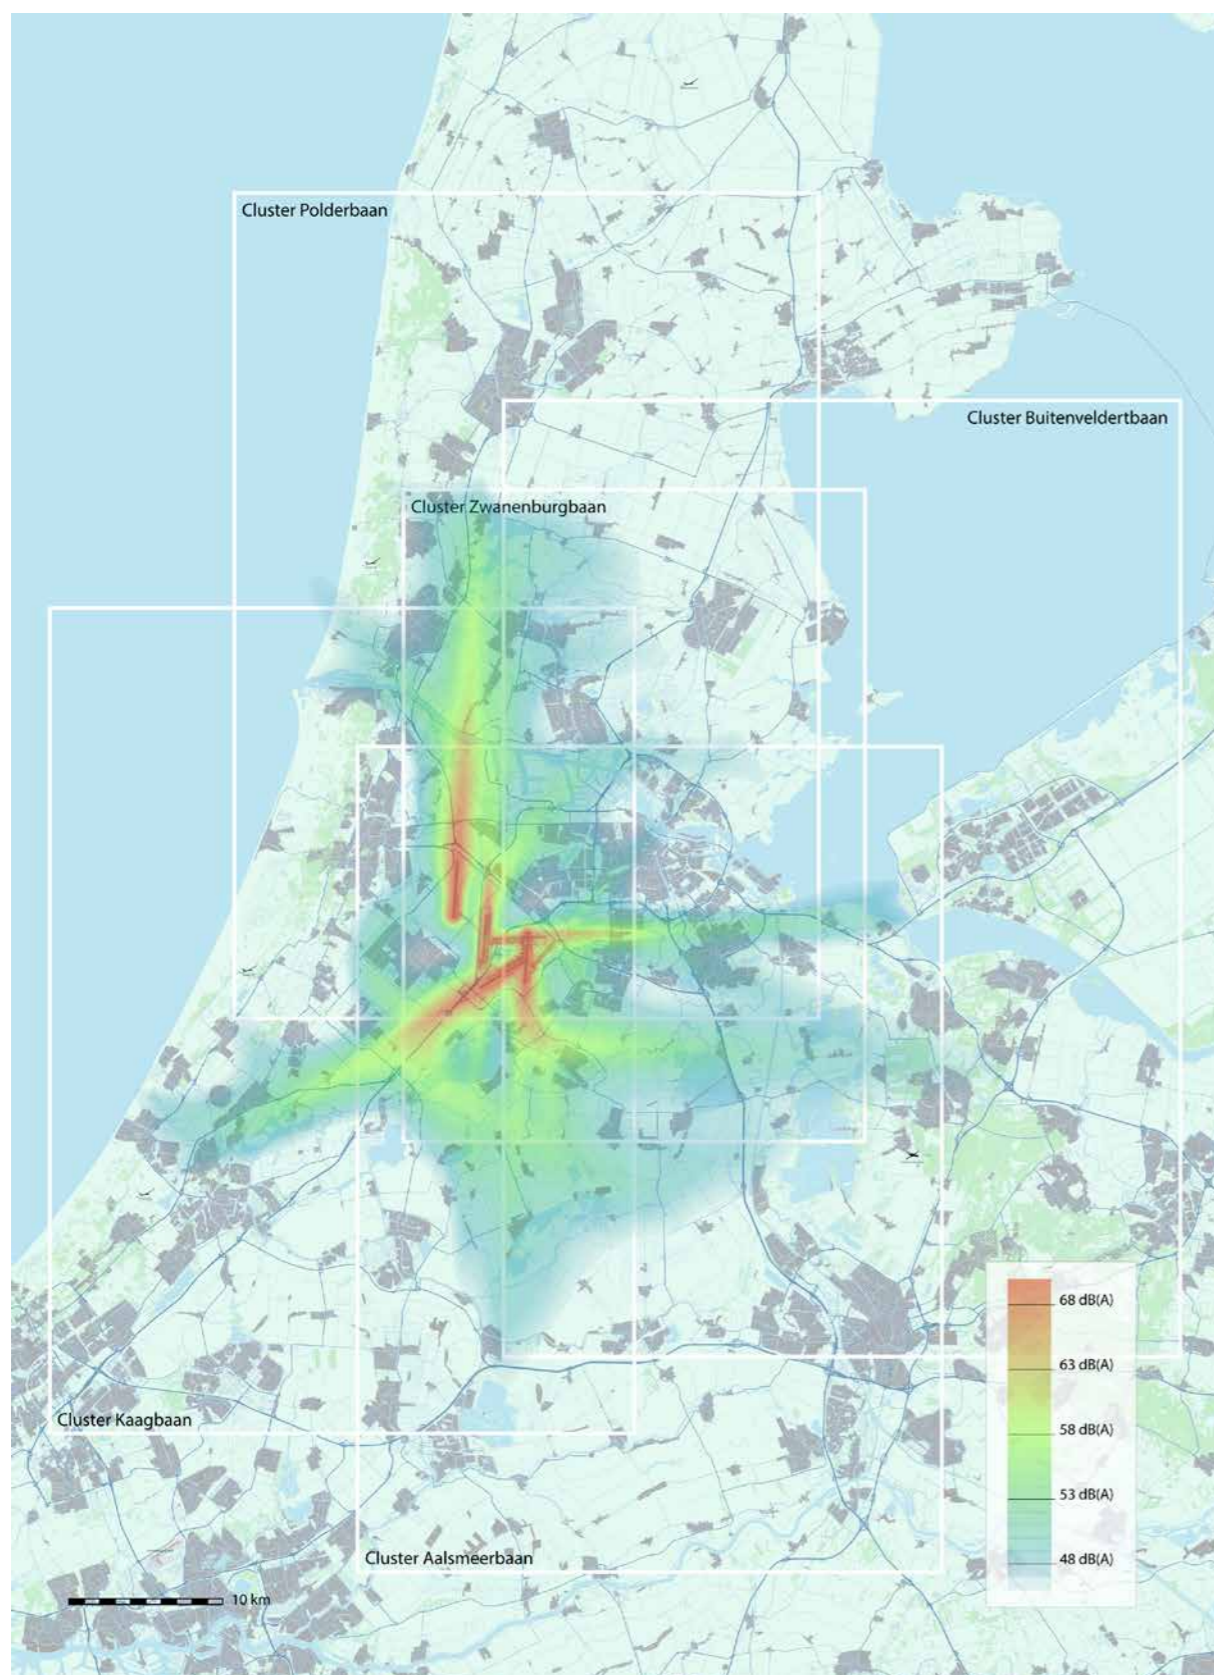 Cluster Polderbaan
Cluster Buitenveldertbaan
Cluster Zwanenburgbaan
Cluster Kaagbaan
Cluster Aalsmeerbaan
68 dB(A)
63 dB(A)
58 dB(A)
53 dB(A)
48 dB(A)
10 km